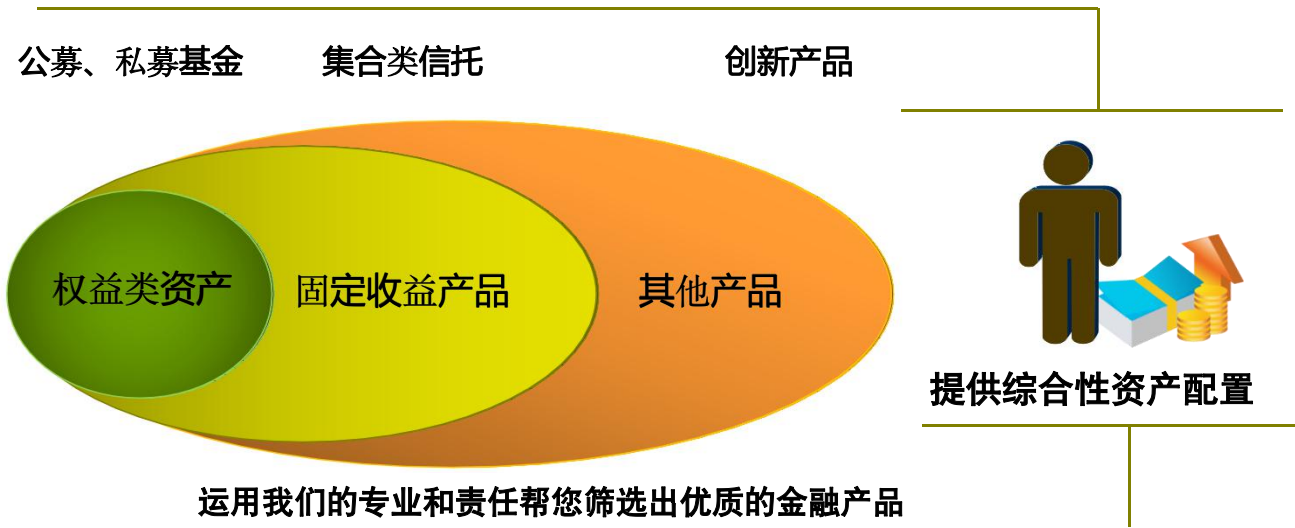 公募、私募基金
集合类信托
创新产品
权益类资产
固定收益产品
其他产品
提供综合性资产配置
运用我们的专业和责任帮您筛选出优质的金融产品